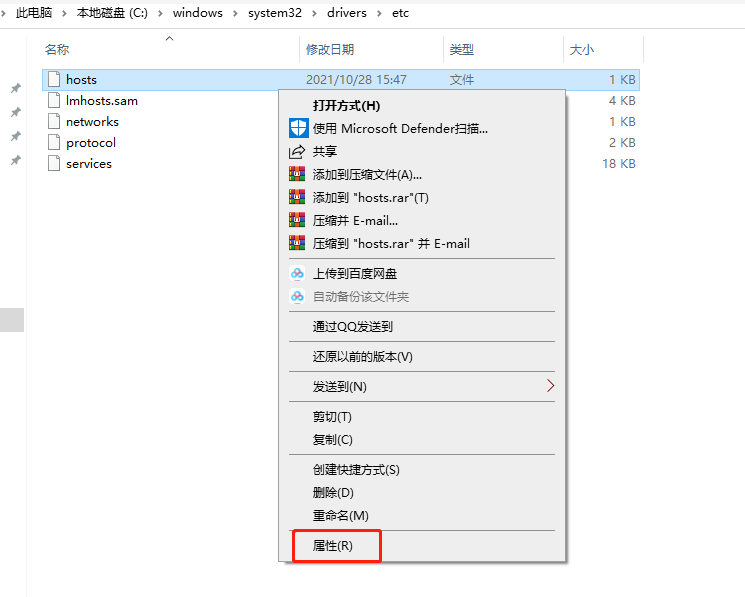 此电脑 › 本地磁盘 (C:) › windows › system32 › drivers › etc
名称 修改日期 类型 大小
hosts 2021/10/28 15:47 文件 1 KB
lmhosts.sam 4 KB
networks 1 KB
protocol 2 KB
services 18 KB
打开方式(H)
使用 Microsoft Defender扫描...
共享
添加到压缩文件(A)...
添加到 "hosts.rar"(T)
压缩并 E-mail...
压缩到 "hosts.rar" 并 E-mail
上传到百度网盘
自动备份该文件夹
通过QQ发送到
还原以前的版本(V)
发送到(N)
剪切(T)
复制(C)
创建快捷方式(S)
删除(D)
重命名(M)
属性(R)